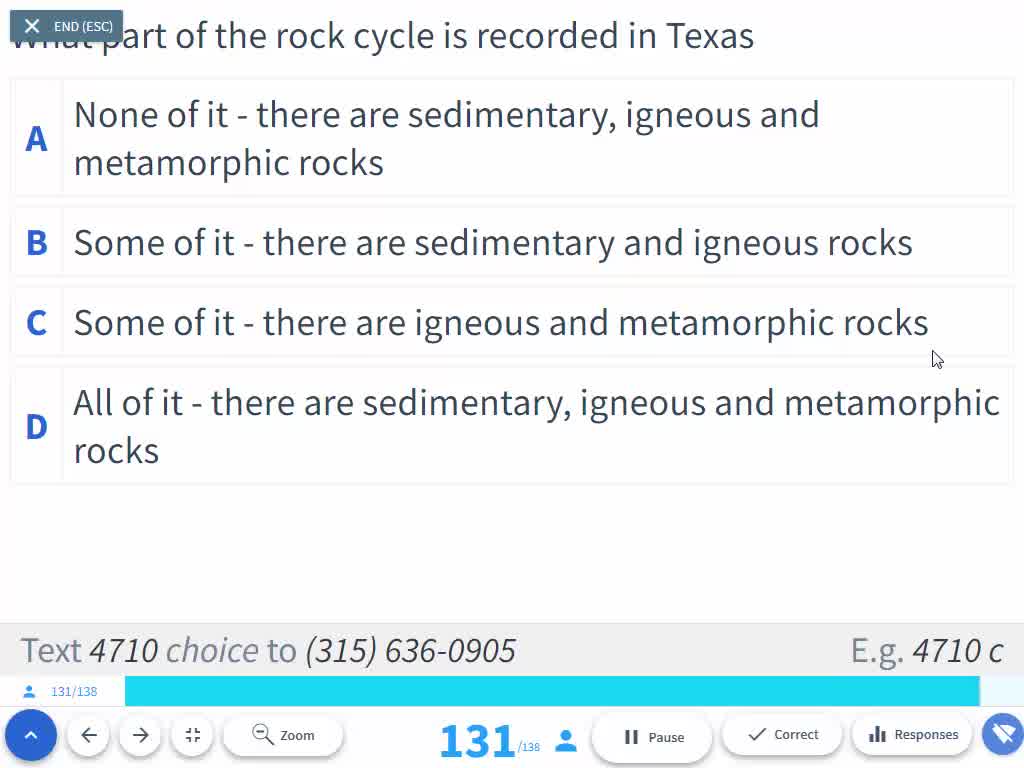 END (ESC)
part of the rock cycle is recorded in Texas
A
None of it - there are sedimentary, igneous and
metamorphic rocks
B
Some of it - there are sedimentary and igneous rocks
C
Some of it - there are igneous and metamorphic rocks
D
All of it - there are sedimentary, igneous and metamorphic
rocks
Text 4710 choice to (315) 636-0905
E.g. 4710 c
131/138
Zoom
131/138
Pause
Correct
Responses